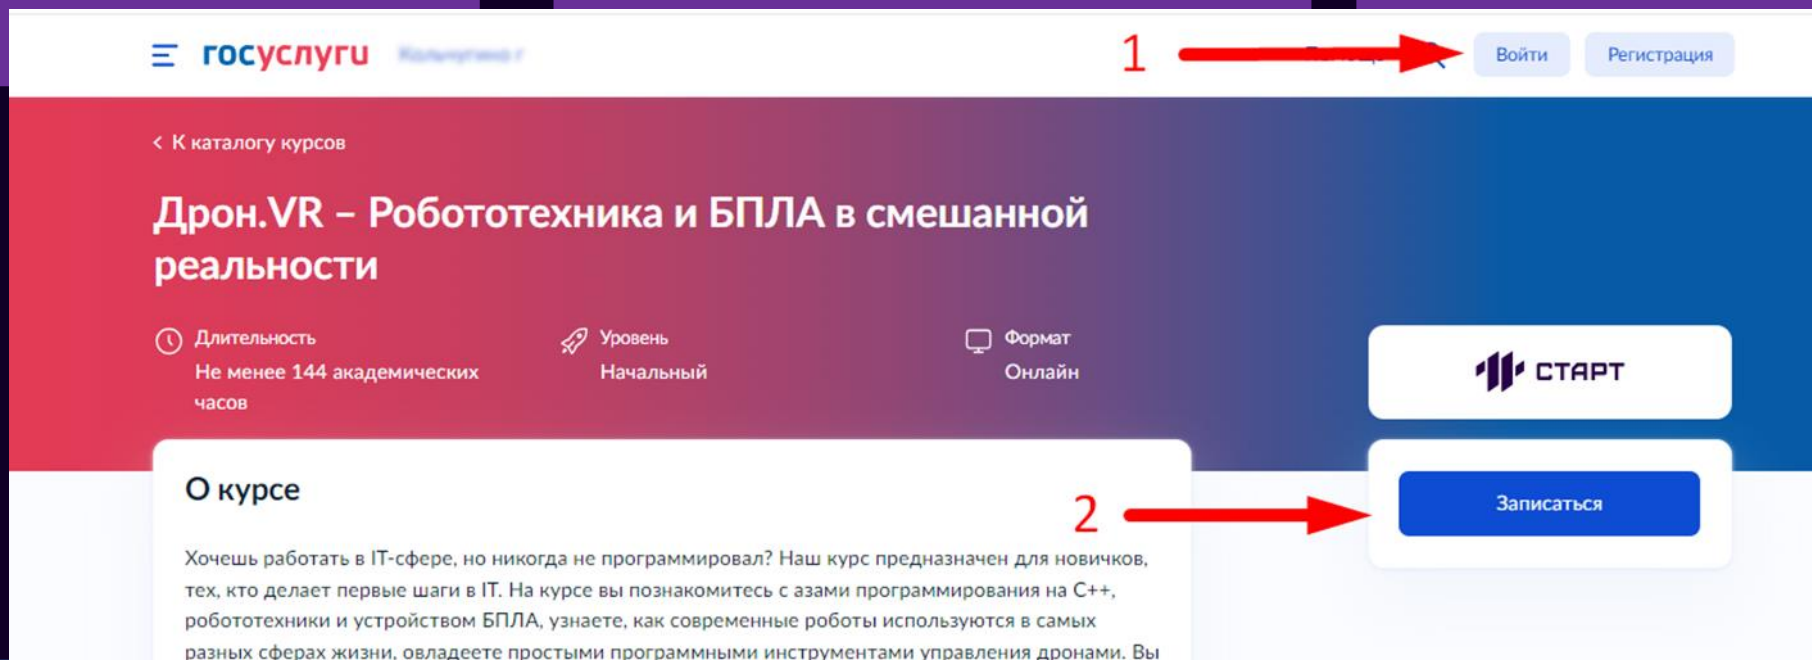 госуслуги
1
Войти
Регистрация
< К каталогу курсов
Дрон.VR – Робототехника и БПЛА в смешанной
реальности
Длительность
Не менее 144 академических
часов
Уровень
Начальный
Формат
Онлайн
СТАРТ
О курсе
2
Записаться
Хочешь работать в IT-сфере, но никогда не программировал? Наш курс предназначен для новичков,
тех, кто делает первые шаги в IT. На курсе вы познакомитесь с азами программирования на C++,
робототехники и устройством БПЛА, узнаете, как современные роботы используются в самых
разных сферах жизни, овладеете простыми программными инструментами управления дронами. Вы